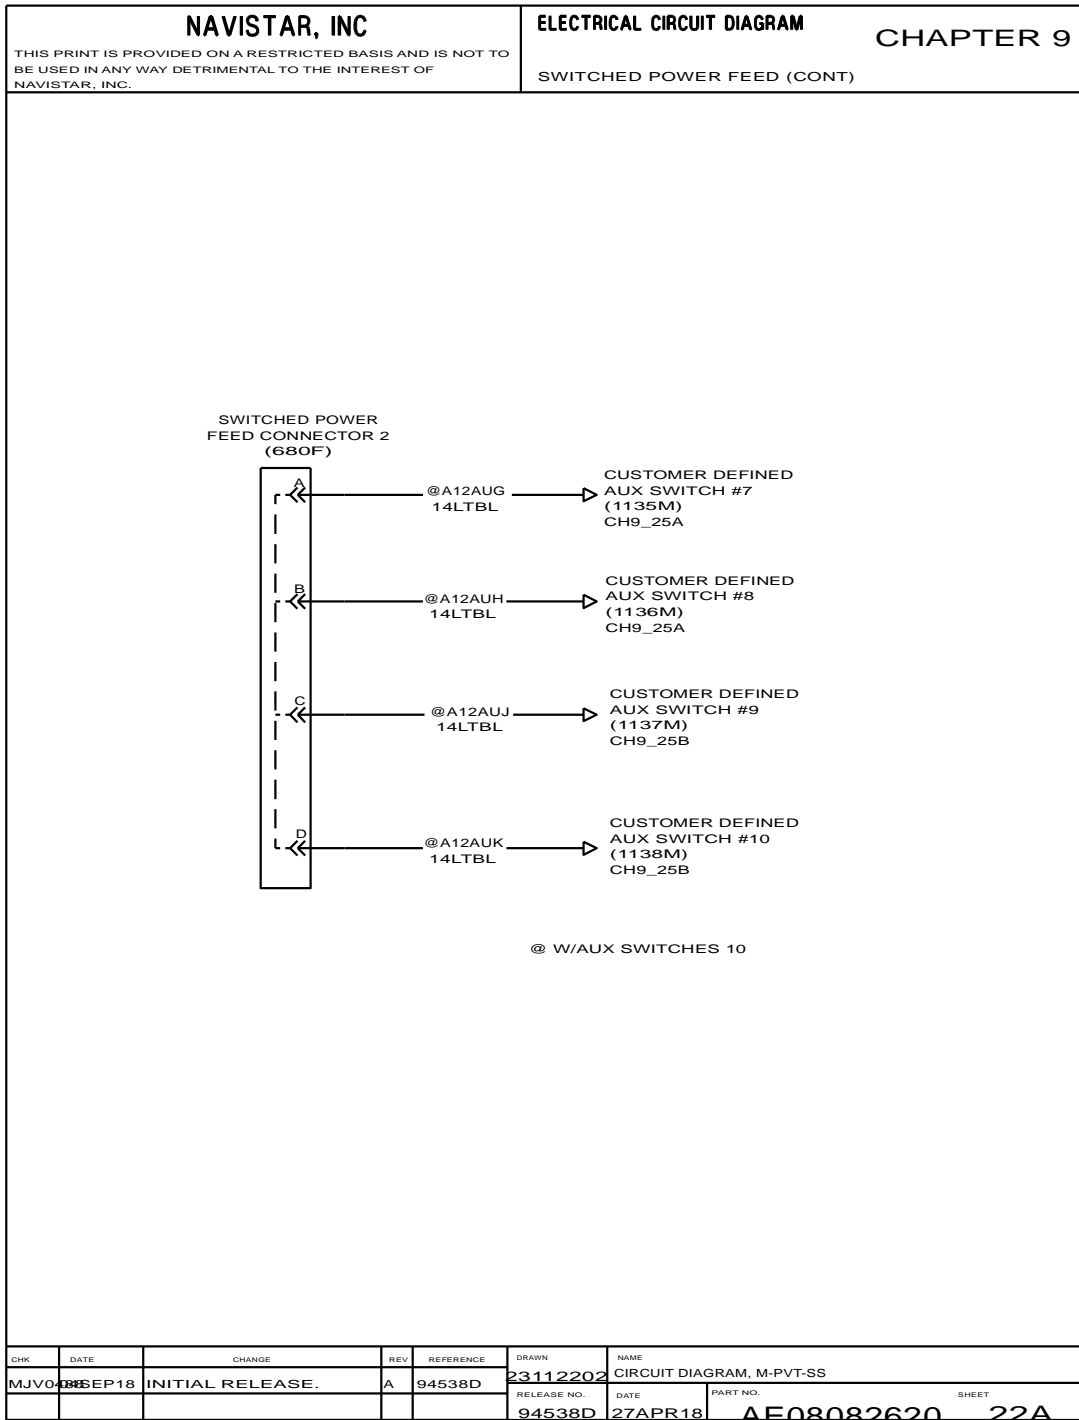 NAVISTAR, INC
THIS PRINT IS PROVIDED ON A RESTRICTED BASIS AND IS NOT TO
BE USED IN ANY WAY DETRIMENTAL TO THE INTEREST OF
NAVISTAR, INC.
ELECTRICAL CIRCUIT DIAGRAM
CHAPTER 9
SWITCHED POWER FEED (CONT)
SWITCHED POWER
FEED CONNECTOR 2
(680F)
A
@A12AUG
14LTBL
CUSTOMER DEFINED
AUX SWITCH #7
(1135M)
CH9_25A
B
@A12AUH
14LTBL
CUSTOMER DEFINED
AUX SWITCH #8
(1136M)
CH9_25A
C
@A12AUJ
14LTBL
CUSTOMER DEFINED
AUX SWITCH #9
(1137M)
CH9_25B
D
@A12AUK
14LTBL
CUSTOMER DEFINED
AUX SWITCH #10
(1138M)
CH9_25B
@ W/AUX SWITCHES 10
CHK DATE CHANGE REV REFERENCE
INITIAL RELEASE. A 94538D
DRAWN
23112202
NAME
CIRCUIT DIAGRAM, M-PVT-SS
RELEASE NO.
94538D
DATE
27APR18
PART NO.
AE08082620
SHEET
22A